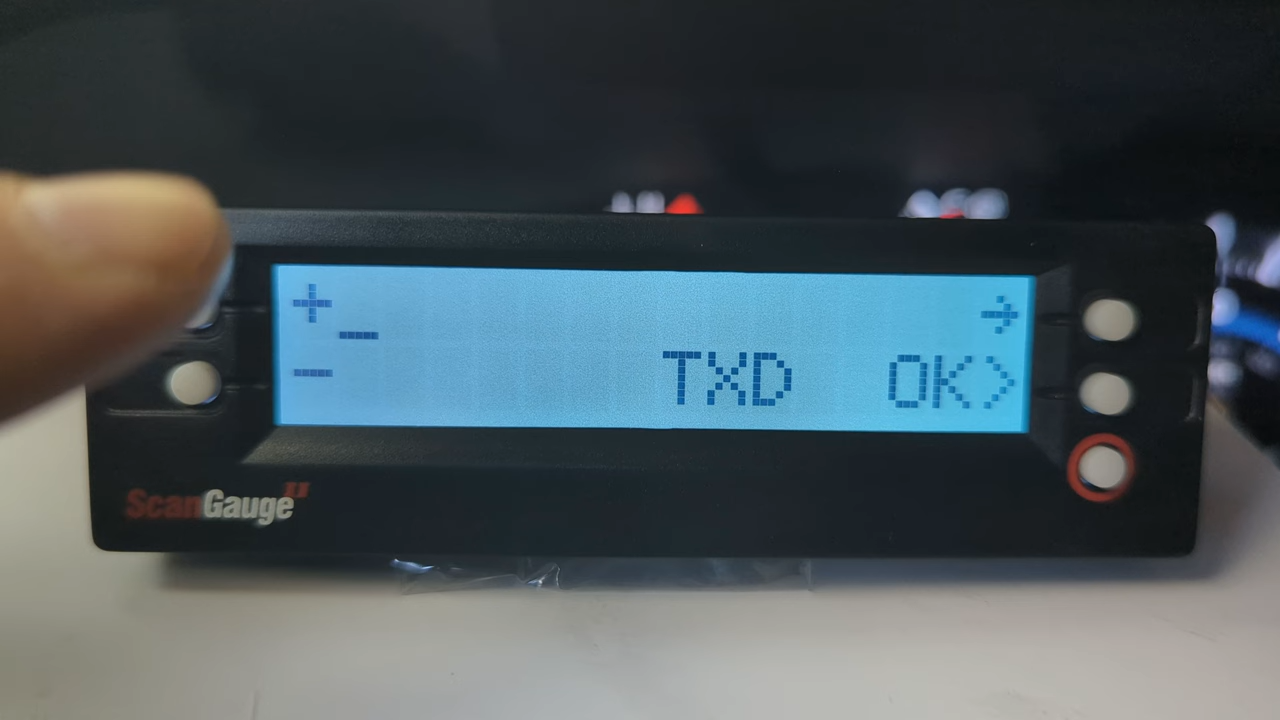 + →
_
- TXD OK>
ScanGauge II